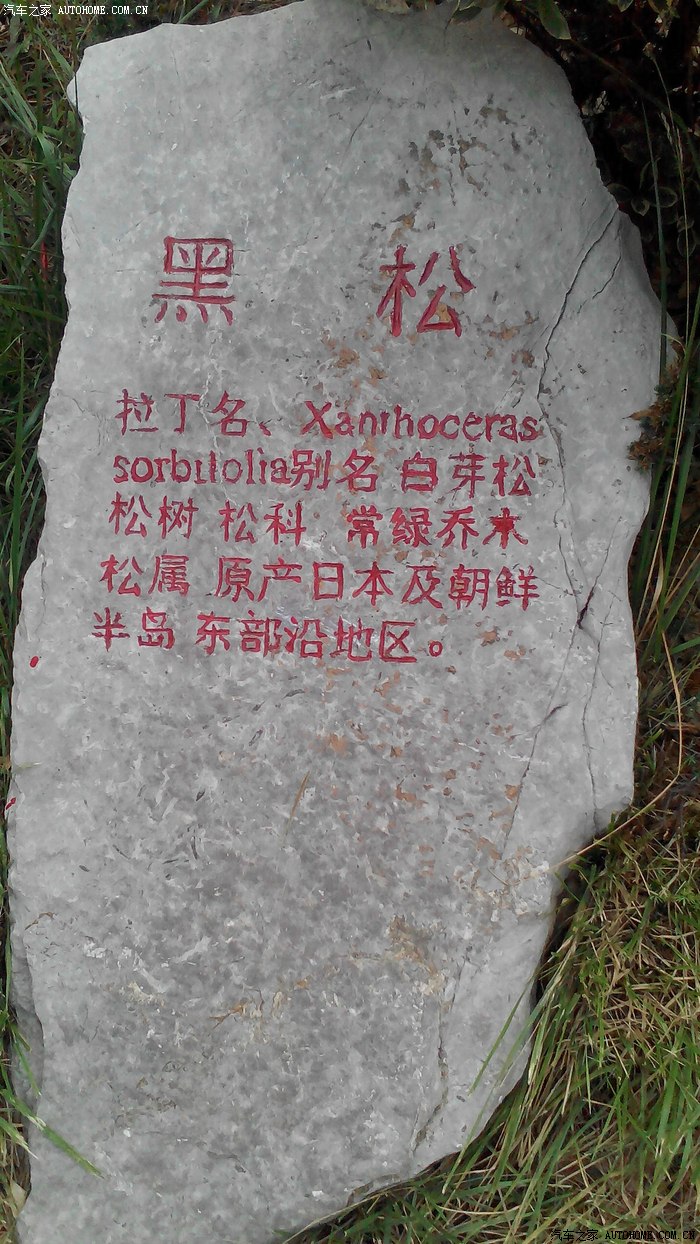 汽车之家 AUTOHOME.COM.CN
黑 松
拉丁名、Xanthoceras
sorbilolia别名 白芽松
松树 松科 常绿乔木
松属 原产日本及朝鲜
半岛 东部沿地区。
汽车之家 AUTOHOME.COM.CN